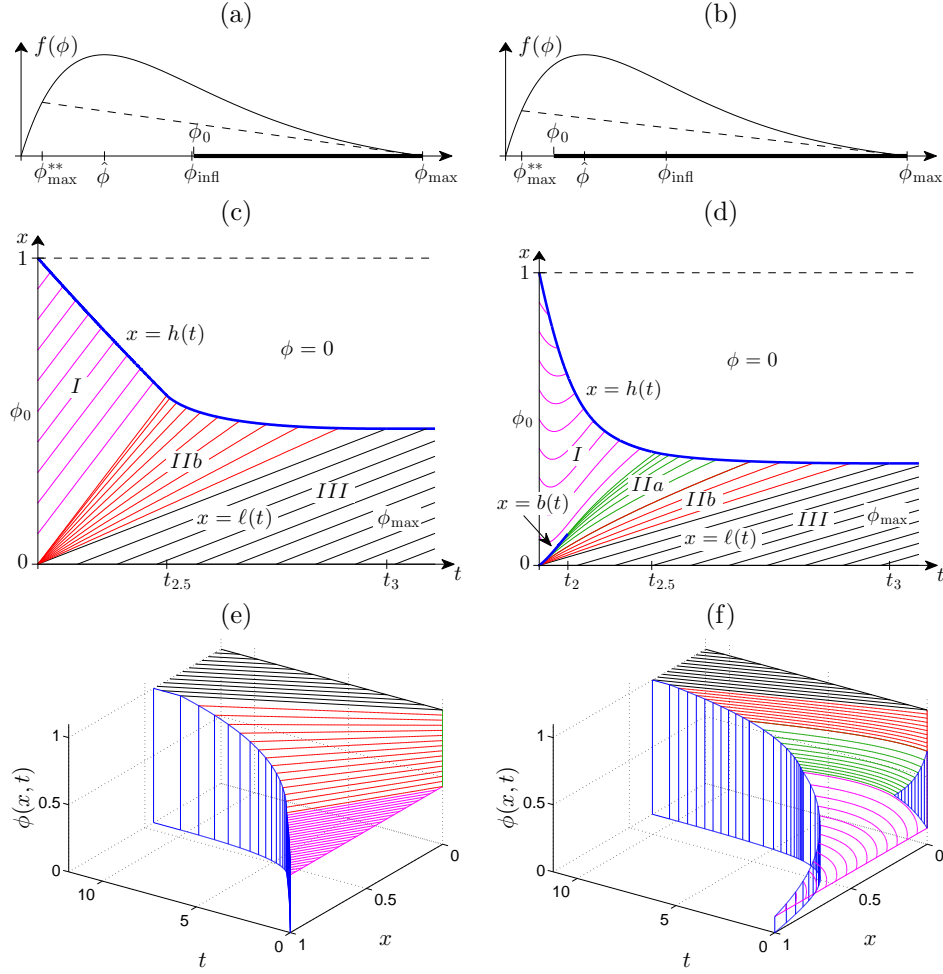 (a)
(b)
f(ϕ)
f(ϕ)
ϕ₀
ϕ₀
ϕ**max
ϕ̂
ϕinfl
ϕmax
ϕ**max
ϕ̂
ϕinfl
ϕmax
(c)
(d)
x
1
x = h(t)
ϕ = 0
I
ϕ₀
IIb
III
x = ℓ(t)
ϕmax
0
t₂.₅
t₃
t
x
1
ϕ = 0
x = h(t)
ϕ₀
I
IIa
x = b(t)
IIb
III
ϕmax
x = ℓ(t)
0
t₂
t₂.₅
t₃
t
(e)
(f)
ϕ(x, t)
1
0.5
0
10
5
0
t
1
0.5
0
x
ϕ(x, t)
1
0.5
0
10
5
0
t
1
0.5
0
x